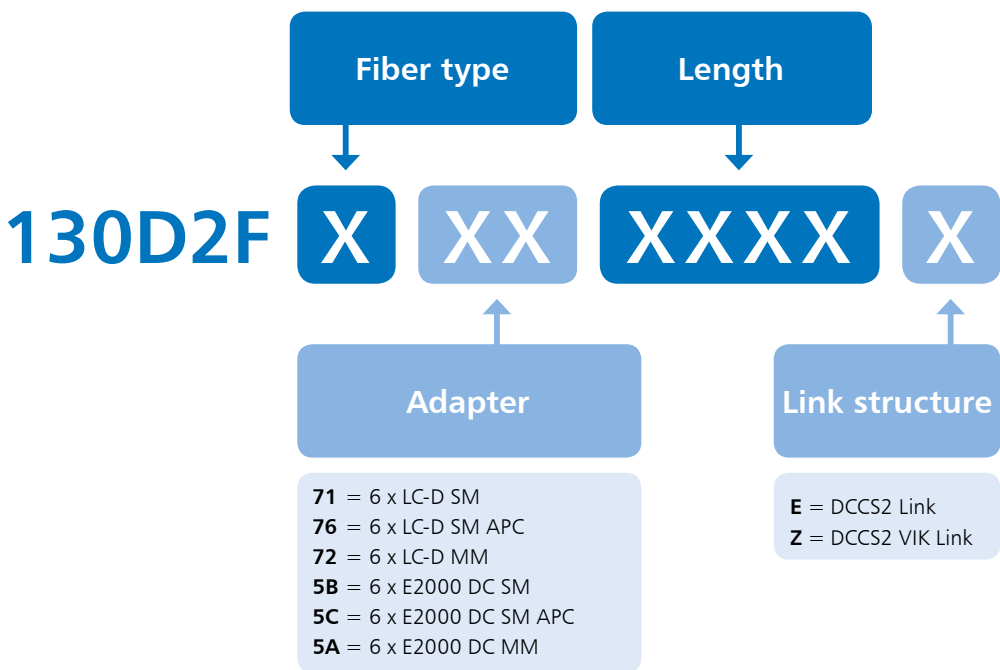 Fiber type
Length
130D2F X XX XXXX X
Adapter
71 = 6 x LC-D SM
76 = 6 x LC-D SM APC
72 = 6 x LC-D MM
5B = 6 x E2000 DC SM
5C = 6 x E2000 DC SM APC
5A = 6 x E2000 DC MM
Link structure
E = DCCS2 Link
Z = DCCS2 VIK Link